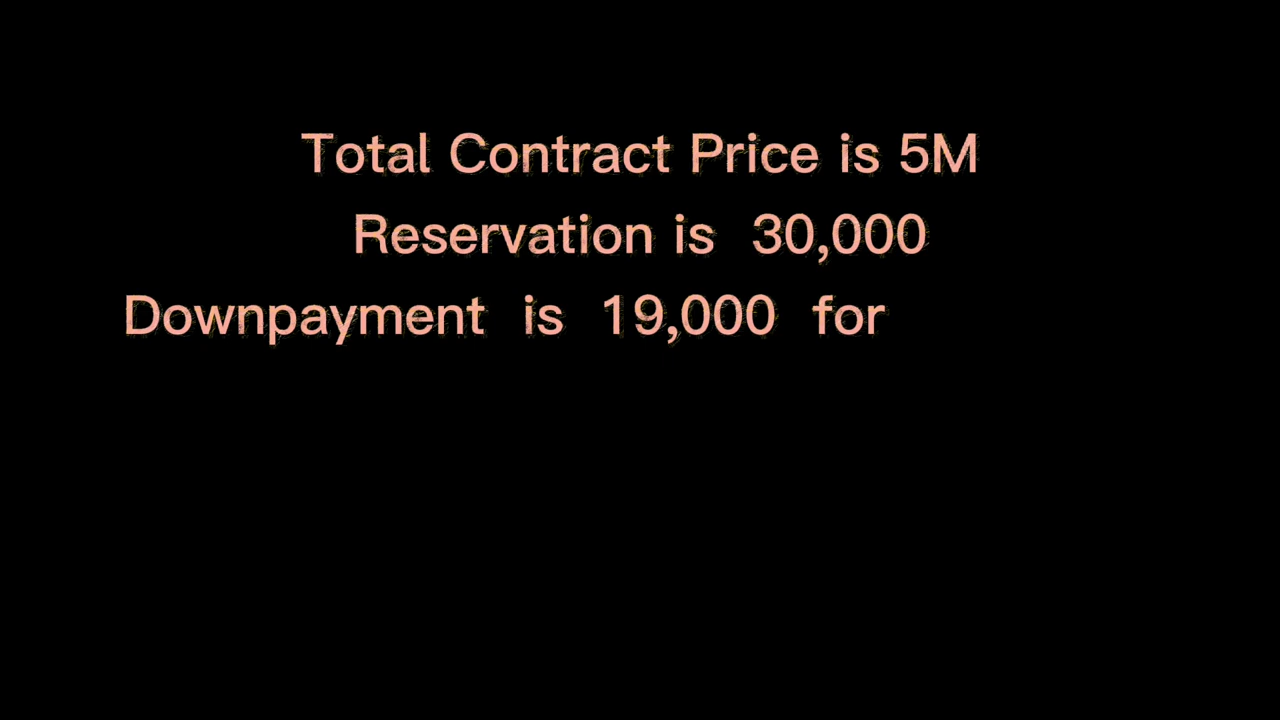 Total Contract Price is 5M
Reservation is 30,000
Downpayment is 19,000 for